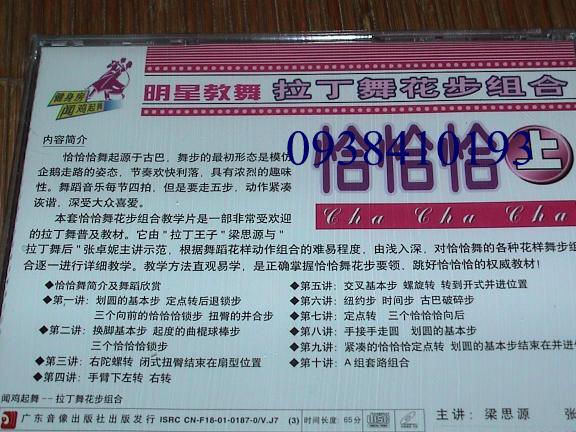 健身房
闻鸡起舞
明星教舞 拉丁舞花步组合
0938410193
恰恰恰 上
Cha Cha Cha
内容简介
恰恰恰舞起源于古巴，舞步的最初形态是模仿
企鹅走路的姿态，节奏欢快利落，具有浓烈的趣味
性。舞蹈音乐每节四拍，但是要走五步，动作紧凑
诙谐，深受大众喜爱。
本套恰恰恰舞花步组合教学片是一部非常受欢迎
的拉丁舞普及教材。它由"拉丁王子"梁思源与"
拉丁舞后"张卓妮主讲示范，根据舞蹈花样动作组合的难易程度，由浅入深，对恰恰舞的各种花样舞步组
合逐一进行详细教学。教学方法直观易学，是正确掌握恰恰舞花步要领，跳好恰恰恰的权威教材！
◆恰恰舞简介及舞蹈欣赏
◆第一讲：划圆的基本步 定点转后退锁步
三个向前的恰恰恰锁步 扭臀的并合步
◆第二讲：换脚基本步 起度的曲棍球棒步
三个恰恰恰锁步
◆第三讲：右陀螺转 闭式扭臀结束在扇型位置
◆第四讲：手臂下左转 右转
◆第五讲：交叉基本步 螺旋转 转到开式并进位置
◆第六讲：纽约步 时间步 古巴破碎步
◆第七讲：定点转 三个恰恰恰向后
◆第八讲：手接手走圆 划圆的基本步
◆第九讲：紧凑的恰恰恰定点转 划圆的基本步结束在并进位
◆第十讲：A组套路组合
闻鸡起舞--拉丁舞花步组合
广东音像出版社出版发行 ISRC CN-F18-01-0187-0/V.J7 (3) 时间长度：65分
主讲：梁思源 张